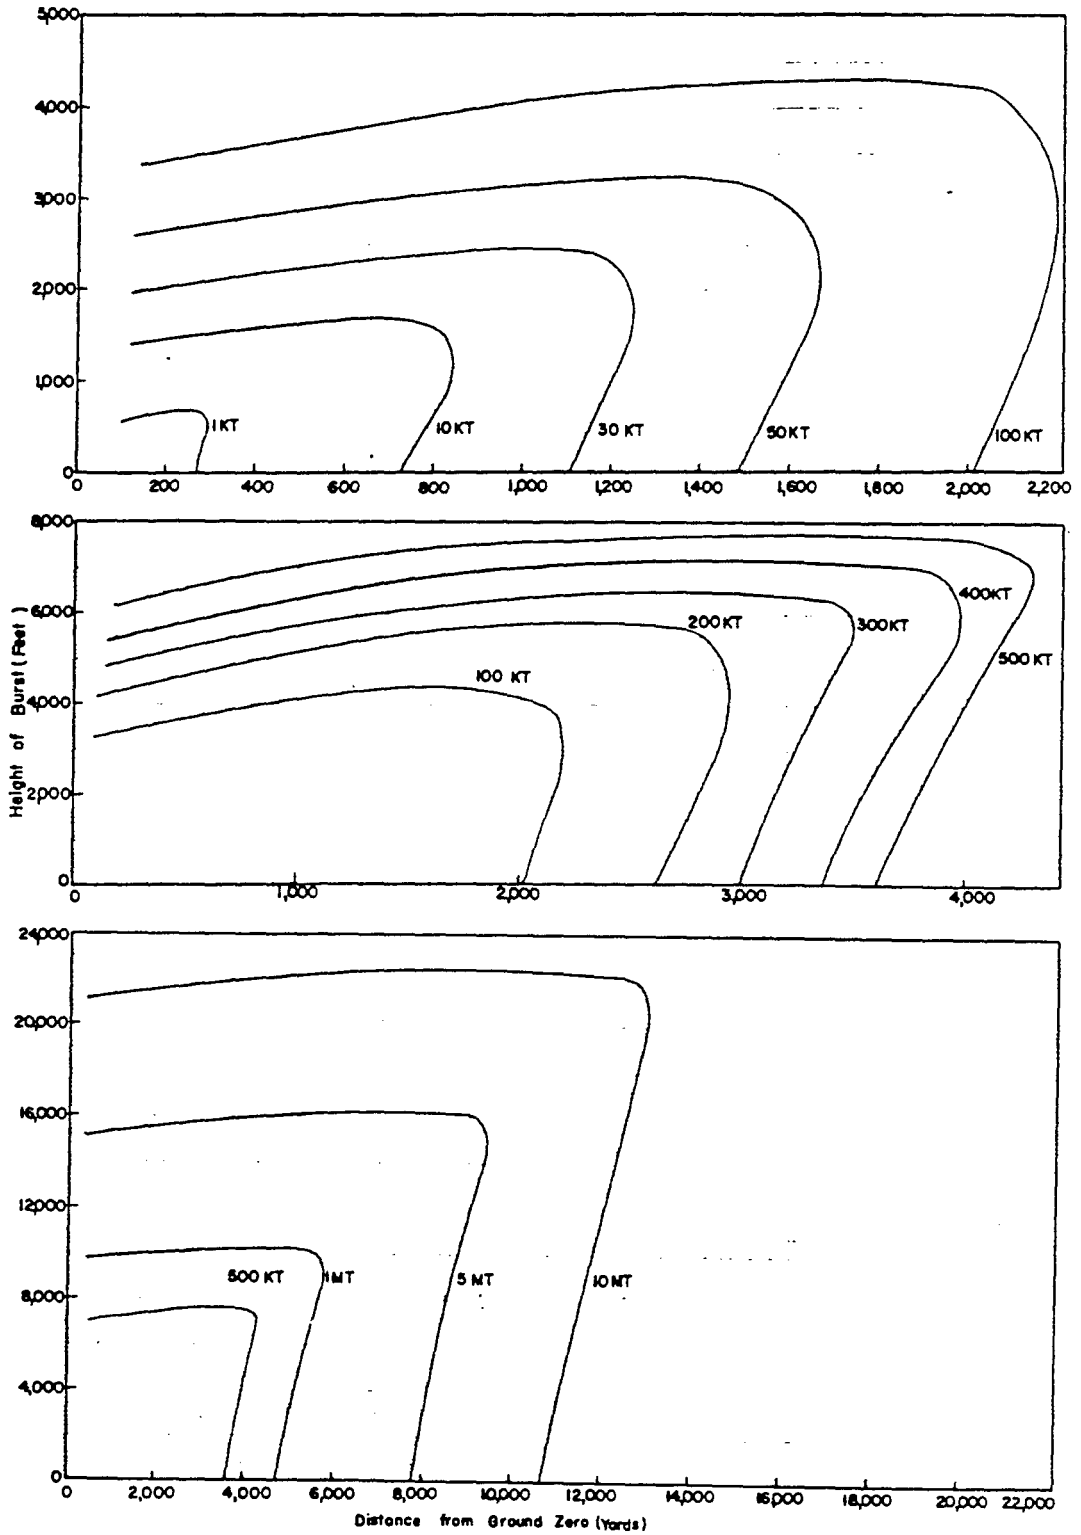 5,000
4,000
3,000
2,000
1,000
0
1 KT
10 KT
30 KT
50 KT
100 KT
0 200 400 600 800 1,000 1,200 1,400 1,600 1,800 2,000 2,200
8,000
6,000
4,000
2,000
0
Height of Burst (Feet)
100 KT
200 KT
300 KT
400 KT
500 KT
0 1,000 2,000 3,000 4,000
24,000
20,000
16,000
12,000
8,000
4,000
0
500 KT
1 MT
5 MT
10 MT
0 2,000 4,000 6,000 8,000 10,000 12,000 14,000 16,000 18,000 20,000 22,000
Distance from Ground Zero (Yards)